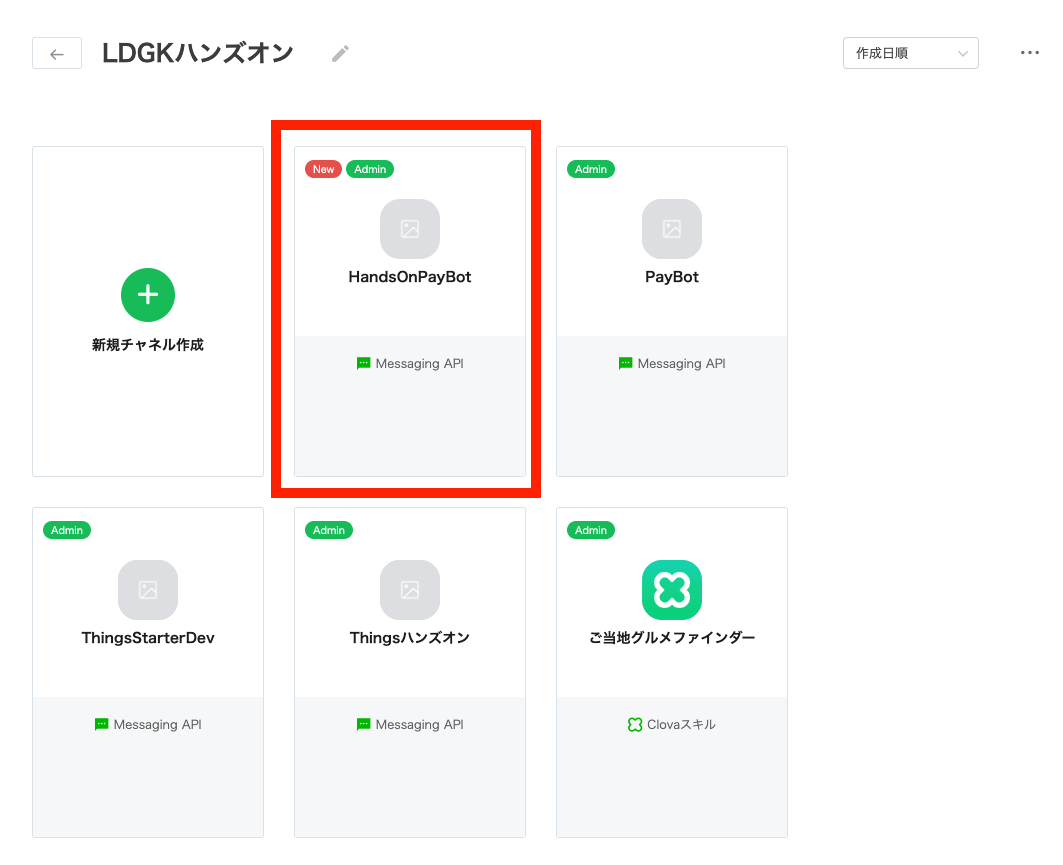 LDGKハンズオン
作成日順
新規チャネル作成
New Admin
HandsOnPayBot
Messaging API
Admin
PayBot
Messaging API
Admin
ThingsStarterDev
Messaging API
Admin
Thingsハンズオン
Messaging API
Admin
ご当地グルメファインダー
Clovaスキル